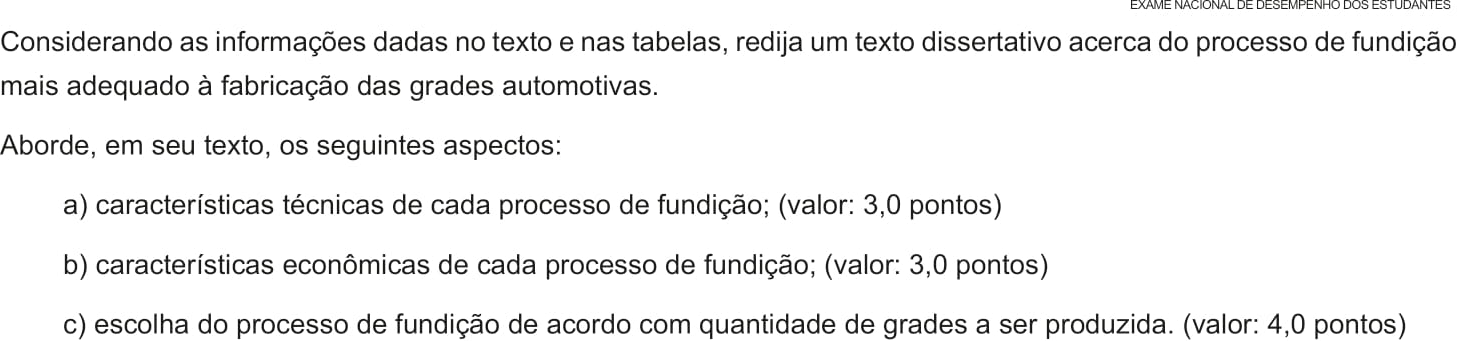 EXAME NACIONAL DE DESEMPENHO DOS ESTUDANTES
Considerando as informações dadas no texto e nas tabelas, redija um texto dissertativo acerca do processo de fundição
mais adequado à fabricação das grades automotivas.
Aborde, em seu texto, os seguintes aspectos:
a) características técnicas de cada processo de fundição; (valor: 3,0 pontos)
b) características econômicas de cada processo de fundição; (valor: 3,0 pontos)
c) escolha do processo de fundição de acordo com quantidade de grades a ser produzida. (valor: 4,0 pontos)